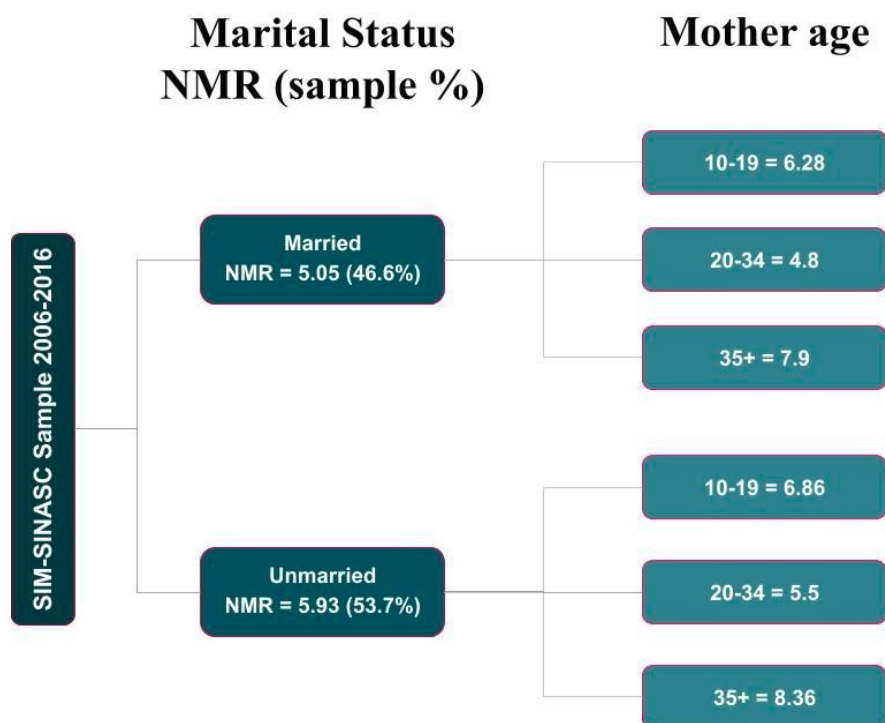 Marital Status
NMR (sample %)
Mother age
SIM-SINASC Sample 2006-2016
Married
NMR = 5.05 (46.6%)
10-19 = 6.28
20-34 = 4.8
35+ = 7.9
Unmarried
NMR = 5.93 (53.7%)
10-19 = 6.86
20-34 = 5.5
35+ = 8.36